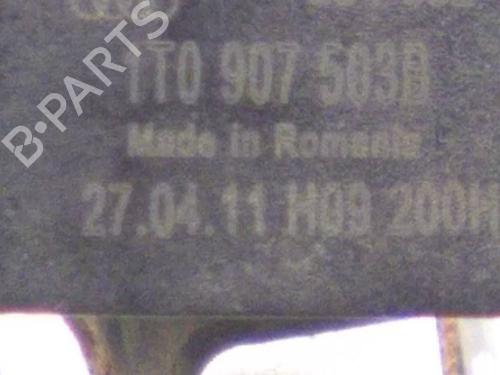 1T0 907 503B
Made in Romania
27.04.11 H09 200H
B-PARTS